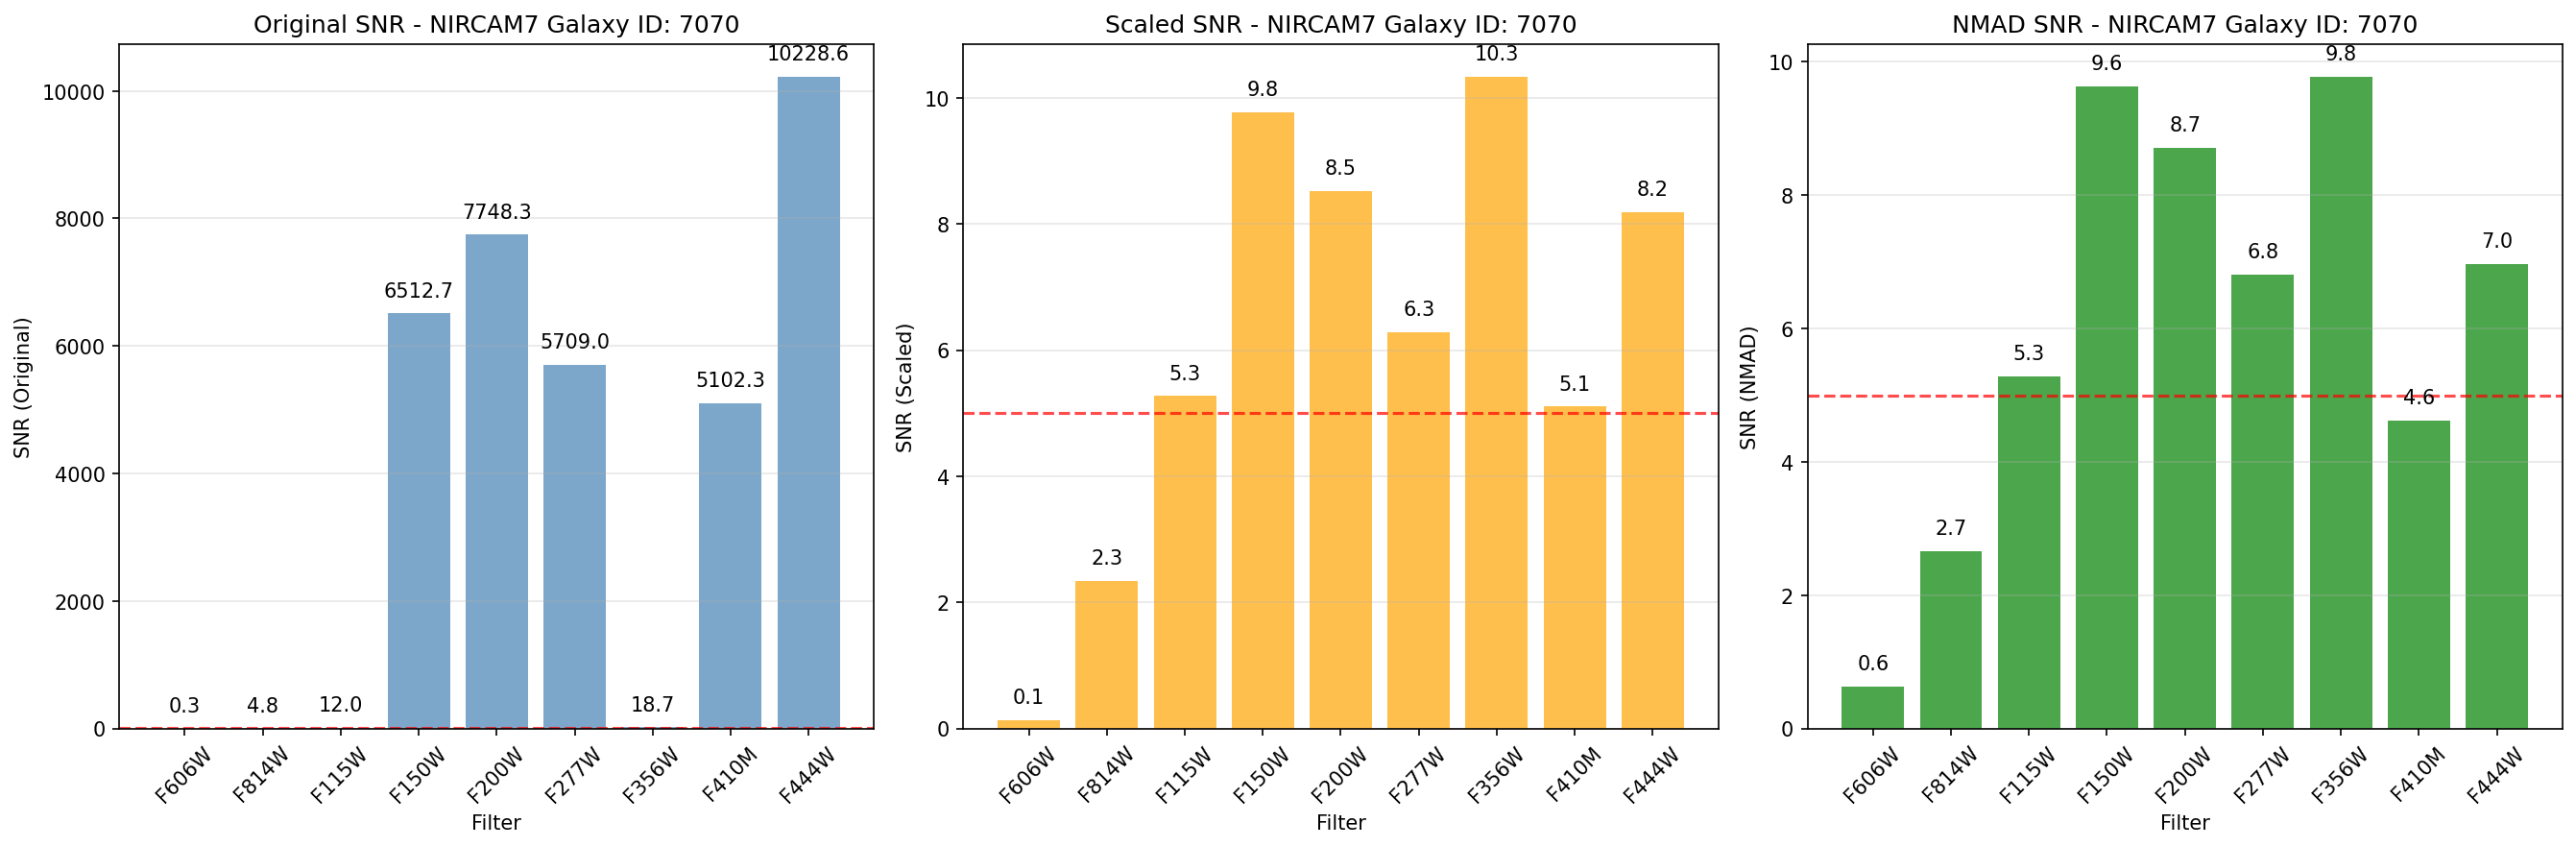 Original SNR - NIRCAM7 Galaxy ID: 7070
SNR (Original)
10000
8000
6000
4000
2000
0
0.3
4.8
12.0
6512.7
7748.3
5709.0
18.7
5102.3
10228.6
F606W
F814W
F115W
F150W
F200W
F277W
F356W
F410M
F444W
Filter
Scaled SNR - NIRCAM7 Galaxy ID: 7070
SNR (Scaled)
10
8
6
4
2
0
0.1
2.3
5.3
9.8
8.5
6.3
10.3
5.1
8.2
F606W
F814W
F115W
F150W
F200W
F277W
F356W
F410M
F444W
Filter
NMAD SNR - NIRCAM7 Galaxy ID: 7070
SNR (NMAD)
10
8
6
4
2
0
0.6
2.7
5.3
9.6
8.7
6.8
9.8
4.6
7.0
F606W
F814W
F115W
F150W
F200W
F277W
F356W
F410M
F444W
Filter